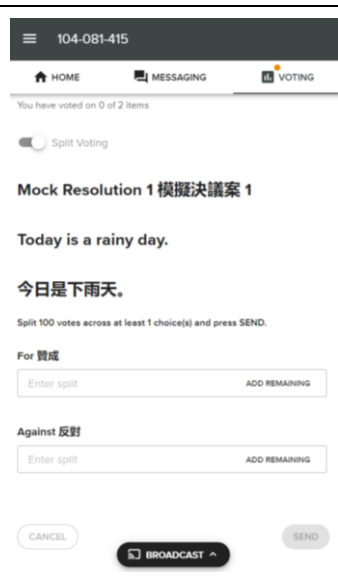 104-081-415
HOME MESSAGING VOTING
You have voted on 0 of 2 items
Split Voting
Mock Resolution 1 模擬決議案 1
Today is a rainy day.
今日是下雨天。
Split 100 votes across at least 1 choice(s) and press SEND.
For 贊成
Enter split ADD REMAINING
Against 反對
Enter split ADD REMAINING
CANCEL SEND
BROADCAST